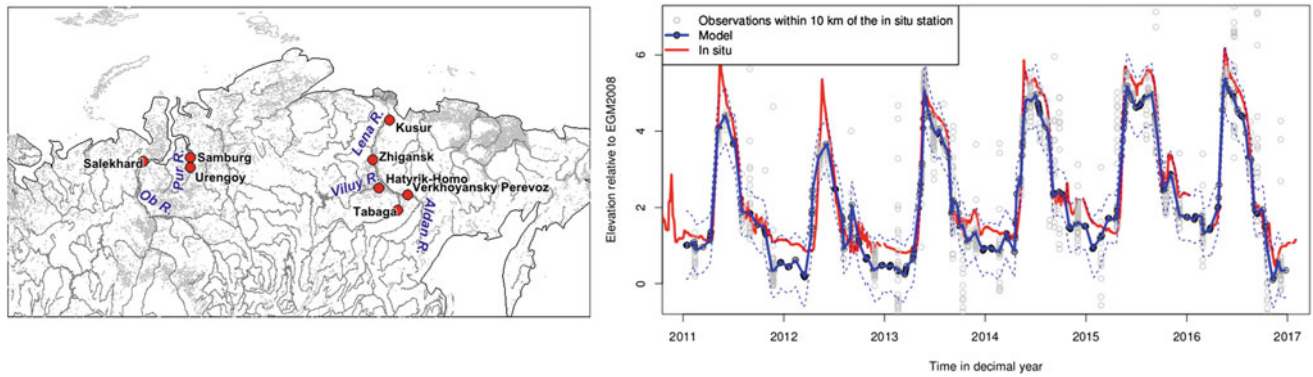 Lena R.
Kusur
Salekhard
Samburg
Zhigansk
Pur R.
Urengoy
Hatyrik-Homo
Viluy R.
Verkhoyansky Perevoz
Ob R.
Tabaga
Aldan R.
Observations within 10 km of the in situ station
Model
In situ
Elevation relative to EGM2008
6
4
2
0
2011 2012 2013 2014 2015 2016 2017
Time in decimal year